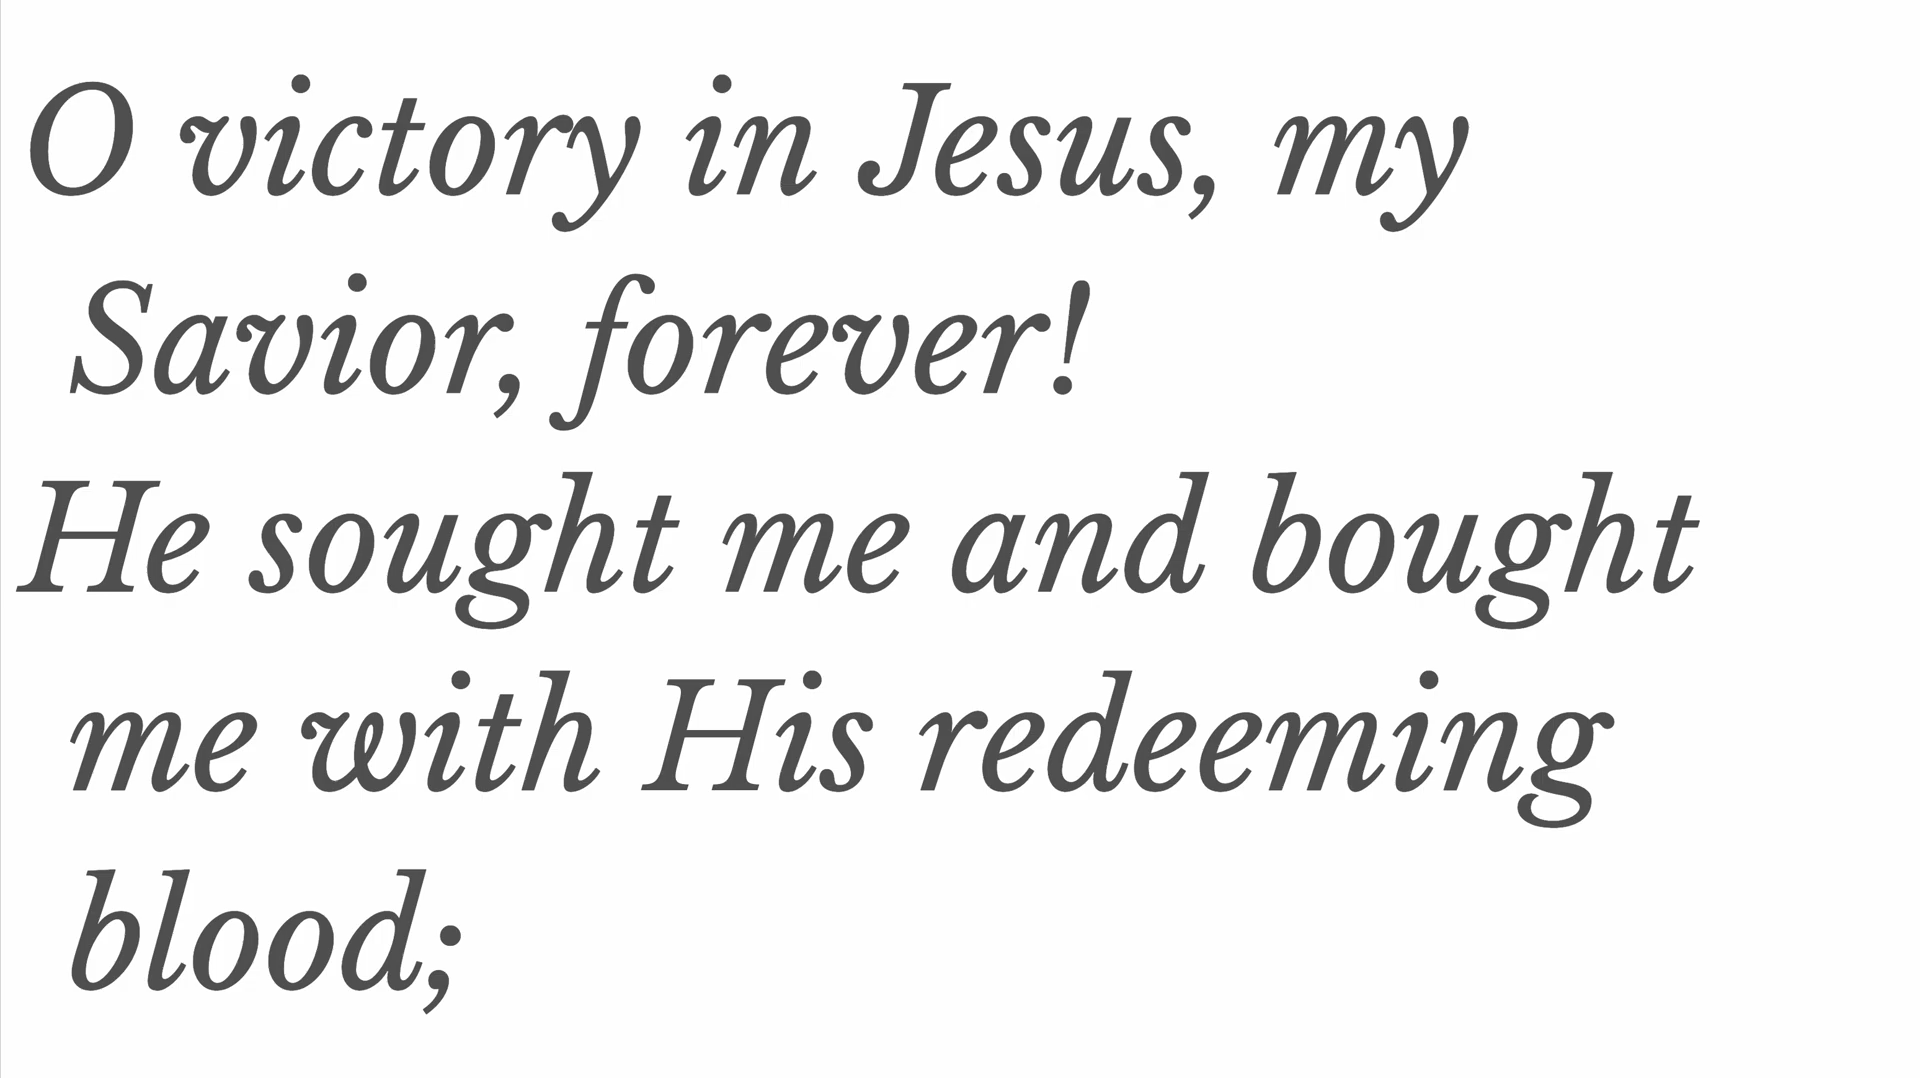 O victory in Jesus, my
Savior, forever!
He sought me and bought
me with His redeeming
blood;